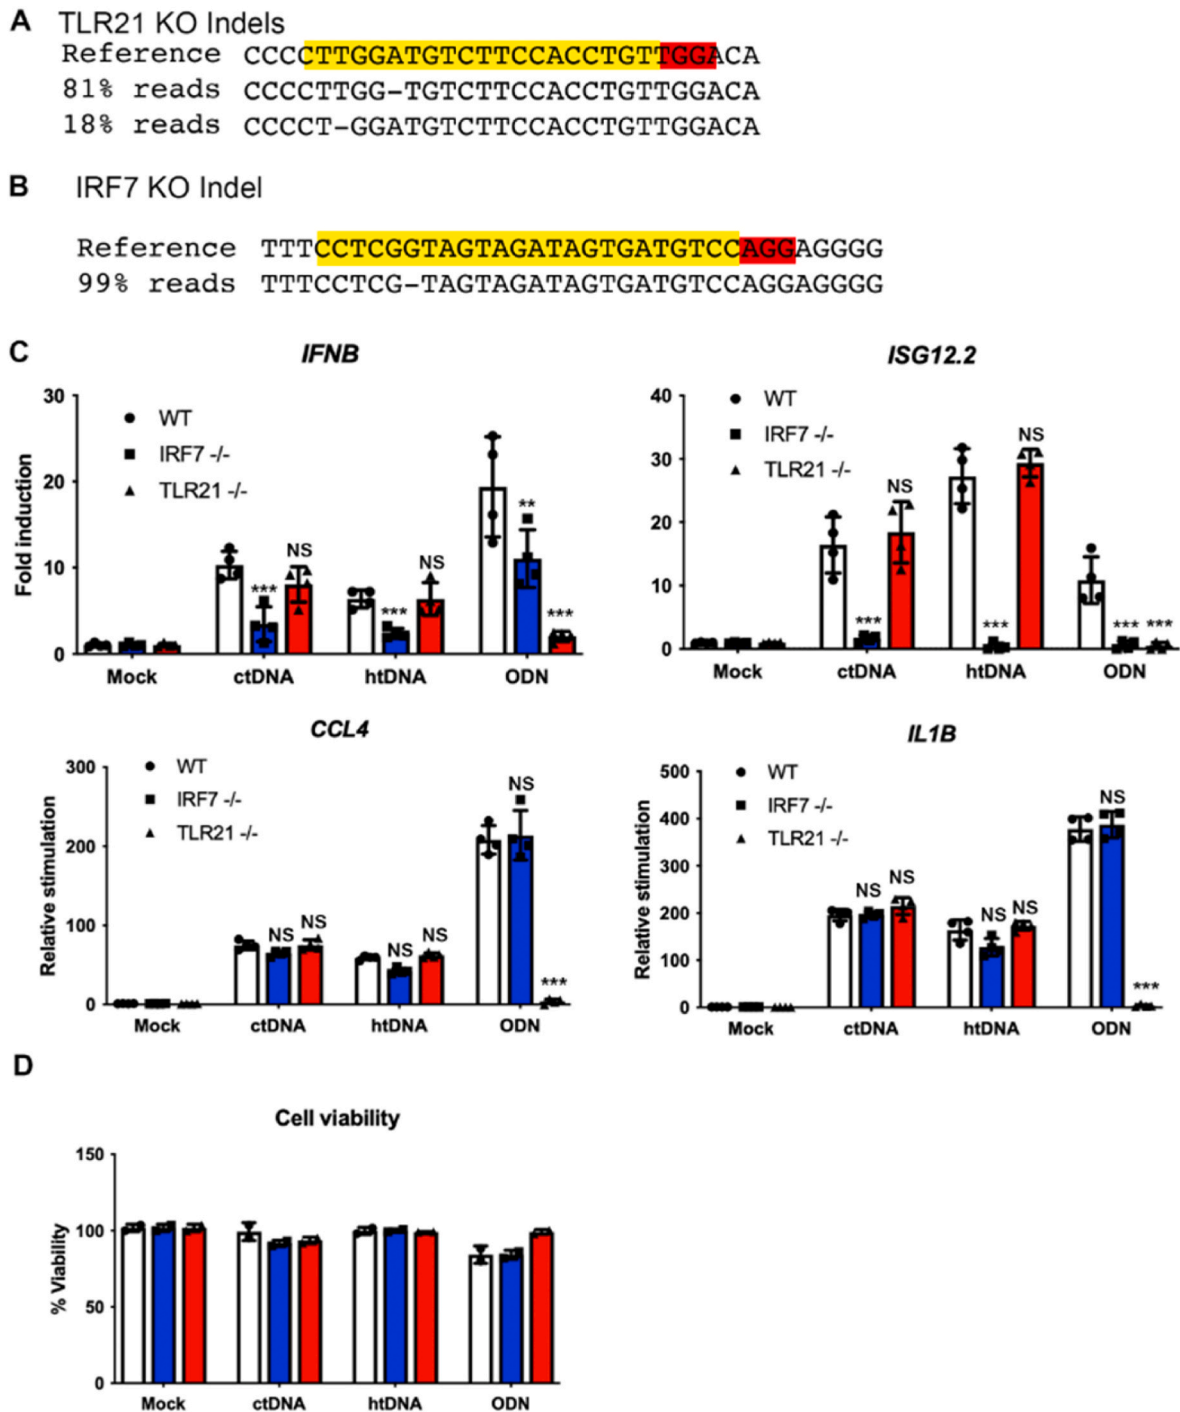 A TLR21 KO Indels
Reference CCCCTTGGATGTCTTCCACCTGTTGGACA
81% reads CCCCTTGG-TGTCTTCCACCTGTTGGACA
18% reads CCCCT-GGATGTCTTCCACCTGTTGGACA
B IRF7 KO Indel
Reference TTTCCTCGGTAGTAGATAGTGATGTCCAGGAGGGG
99% reads TTTCCTCG-TAGTAGATAGTGATGTCCAGGAGGGG
C
IFNB
Fold induction
30
20
10
0
WT
IRF7 -/-
TLR21 -/-
*** NS
*** NS
** ***
Mock ctDNA htDNA ODN
ISG12.2
40
30
20
10
0
WT
IRF7 -/-
TLR21 -/-
*** NS
*** NS
*** ***
Mock ctDNA htDNA ODN
CCL4
Relative stimulation
300
200
100
0
WT
IRF7 -/-
TLR21 -/-
NS NS
NS NS
NS ***
Mock ctDNA htDNA ODN
IL1B
Relative stimulation
500
400
300
200
100
0
WT
IRF7 -/-
TLR21 -/-
NS NS
NS NS
NS ***
Mock ctDNA htDNA ODN
D
Cell viability
% Viability
150
100
50
0
Mock ctDNA htDNA ODN